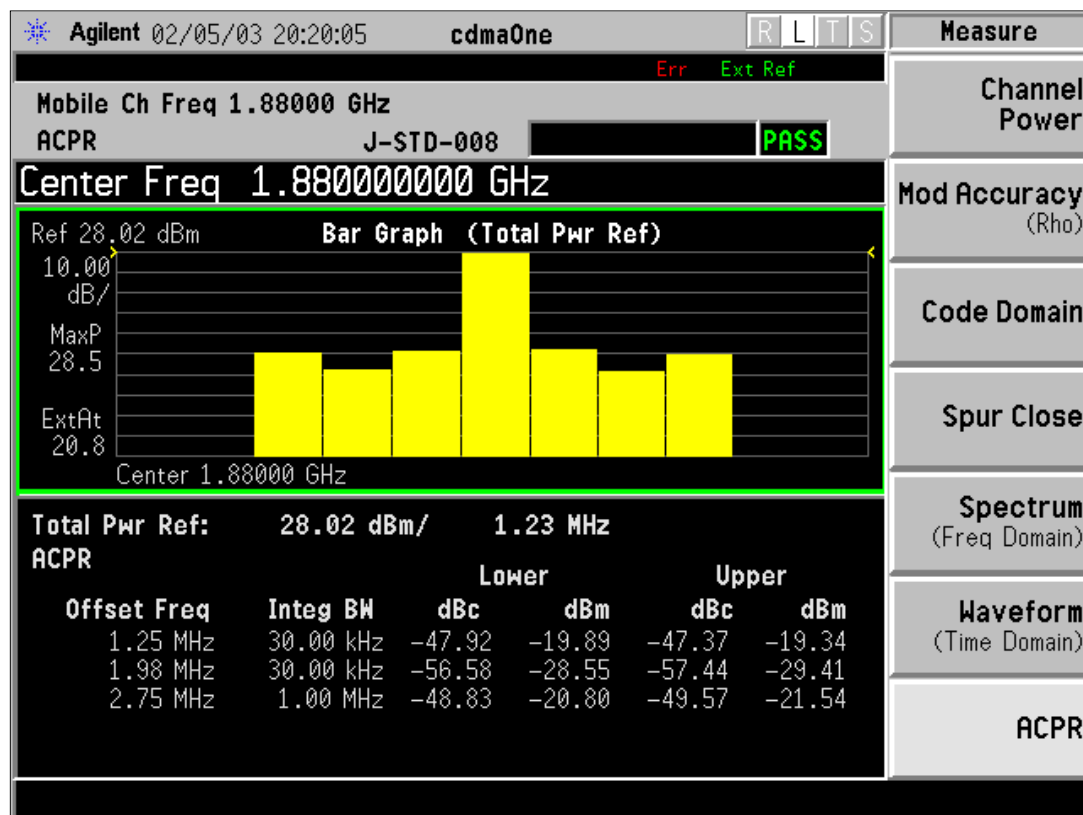 Agilent 02/05/03 20:20:05 cdmaOne R L T S
Err Ext Ref
Mobile Ch Freq 1.88000 GHz
ACPR J-STD-008 PASS
Center Freq 1.880000000 GHz
Ref 28.02 dBm Bar Graph (Total Pwr Ref)
10.00
dB/
MaxP
28.5
ExtAt
20.8
Center 1.88000 GHz
Total Pwr Ref: 28.02 dBm/ 1.23 MHz
ACPR
Lower Upper
Offset Freq Integ BW dBc dBm dBc dBm
1.25 MHz 30.00 kHz -47.92 -19.89 -47.37 -19.34
1.98 MHz 30.00 kHz -56.58 -28.55 -57.44 -29.41
2.75 MHz 1.00 MHz -48.83 -20.80 -49.57 -21.54
Measure
Channel
Power
Mod Accuracy
(Rho)
Code Domain
Spur Close
Spectrum
(Freq Domain)
Waveform
(Time Domain)
ACPR